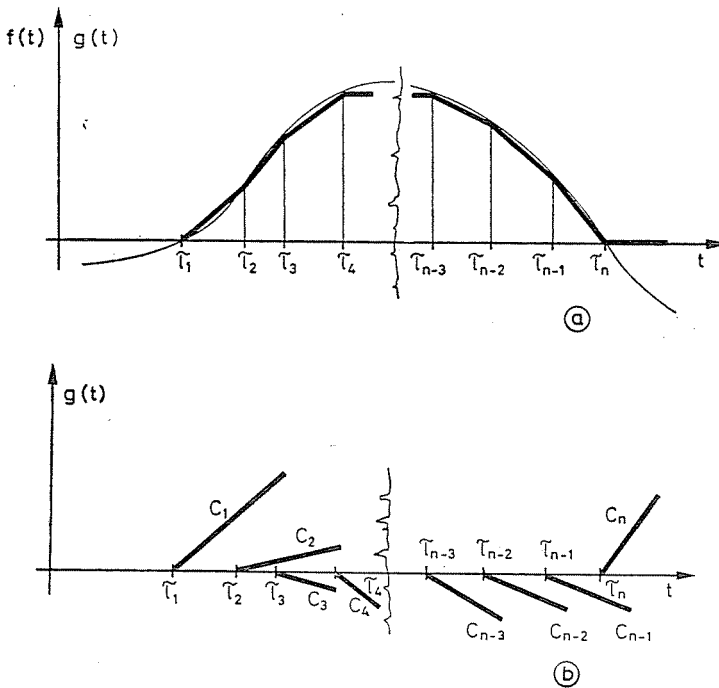 f(t) g(t)
τ₁ τ₂ τ₃ τ₄ τₙ₋₃ τₙ₋₂ τₙ₋₁ τₙ t
ⓐ
g(t)
C₁ C₂ Cₙ
τₙ₋₃ τₙ₋₂ τₙ₋₁
τ₁ τ₂ τ₃ C₃ C₄ τ₄ τₙ t
Cₙ₋₃ Cₙ₋₂ Cₙ₋₁
ⓑ